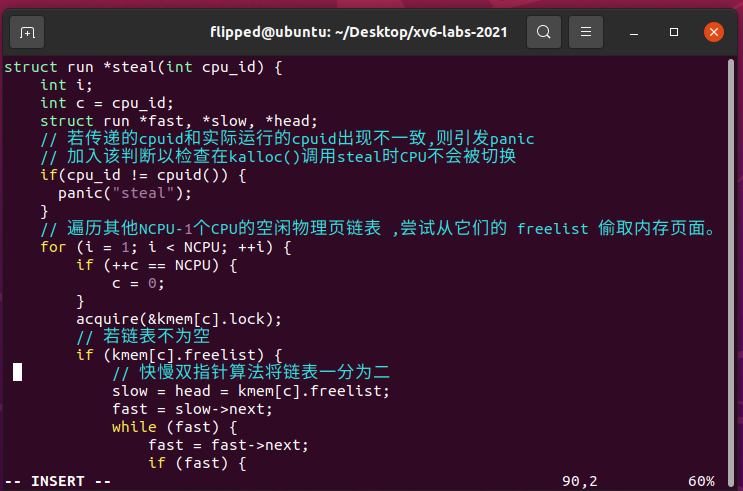 flipped@ubuntu: ~/Desktop/xv6-labs-2021
struct run *steal(int cpu_id) {
    int i;
    int c = cpu_id;
    struct run *fast, *slow, *head;
    // 若传递的cpuid和实际运行的cpuid出现不一致,则引发panic
    // 加入该判断以检查在kalloc()调用steal时CPU不会被切换
    if(cpu_id != cpuid()) {
      panic("steal");
    }
    // 遍历其他NCPU-1个CPU的空闲物理页链表 ,尝试从它们的 freelist 偷取内存页面。
    for (i = 1; i < NCPU; ++i) {
        if (++c == NCPU) {
            c = 0;
        }
        acquire(&kmem[c].lock);
        // 若链表不为空
        if (kmem[c].freelist) {
            // 快慢双指针算法将链表一分为二
            slow = head = kmem[c].freelist;
            fast = slow->next;
            while (fast) {
                fast = fast->next;
                if (fast) {
-- INSERT -- 90,2 60%